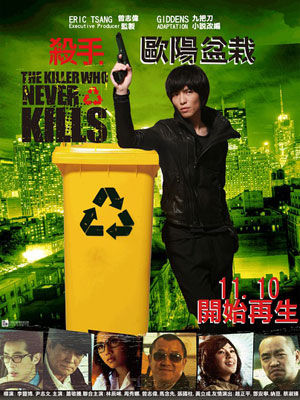 ERIC TSANG 曾志偉
Executive Producer 監製
GIDDENS 九把刀
ADAPTATION 小說改編
殺手 歐陽盆栽
THE KILLER WHO
NEVER
KILLS
11.10
開始再生